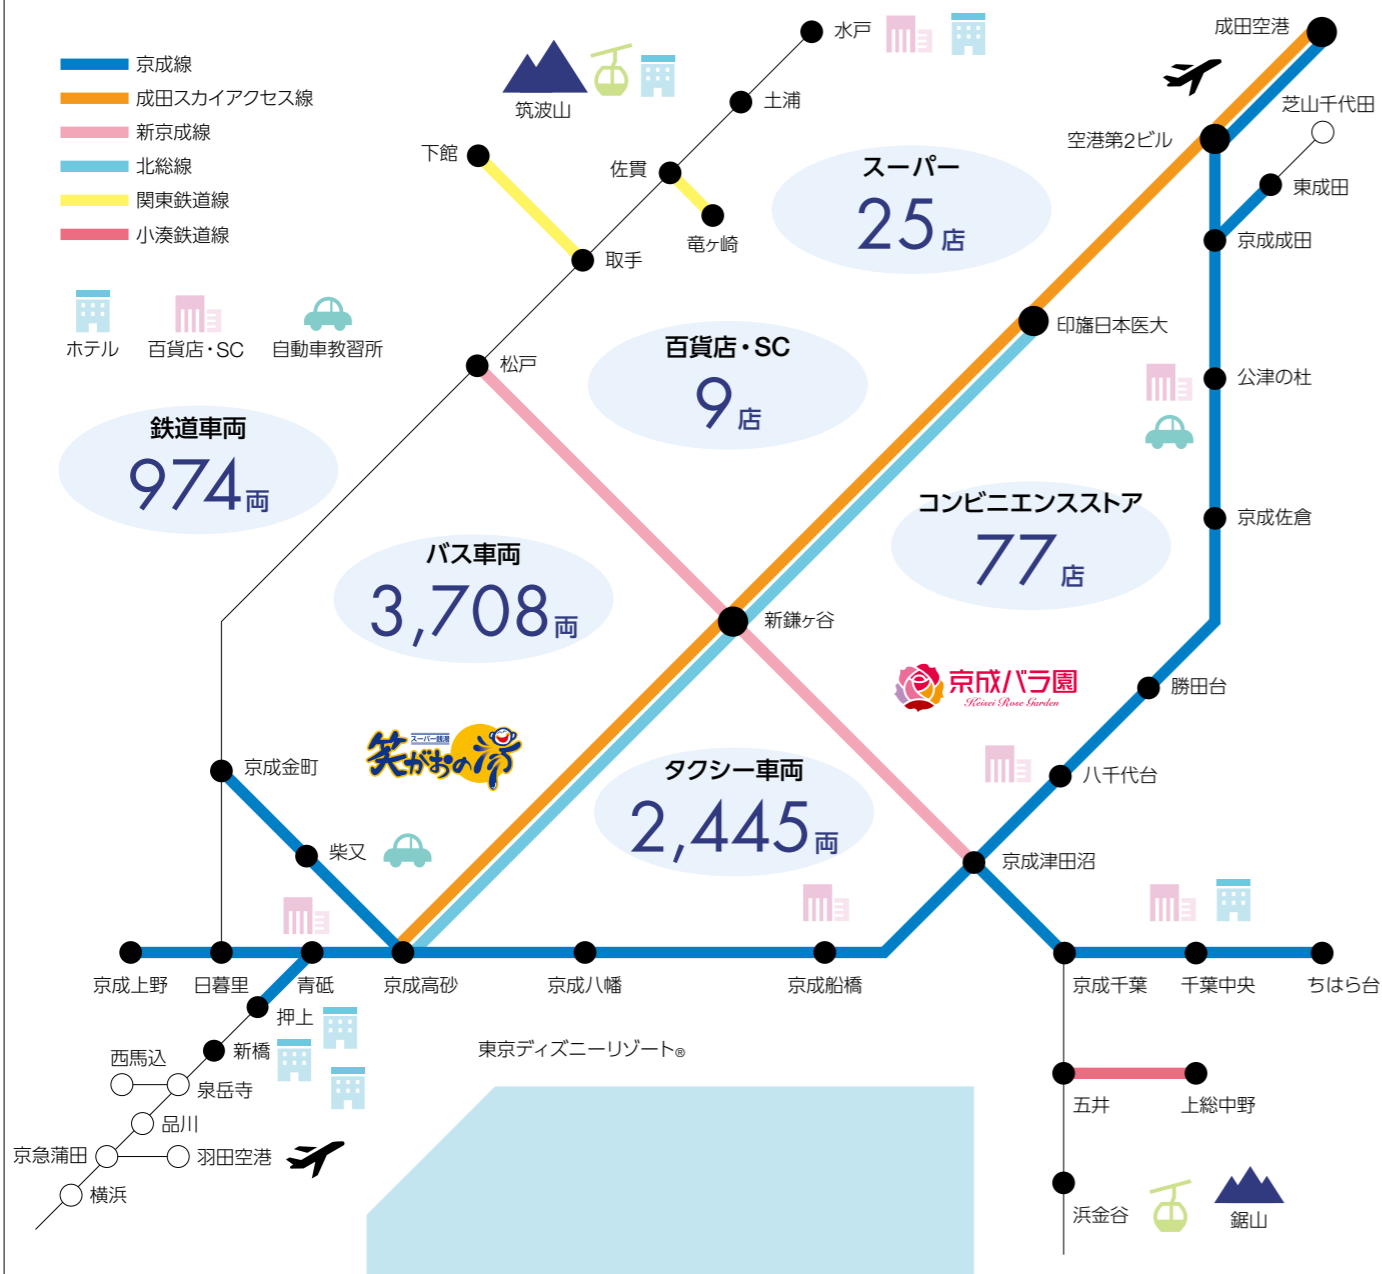 京成線
成田スカイアクセス線
新京成線
北総線
関東鉄道線
小湊鉄道線
ホテル
百貨店・SC
自動車教習所
水戸
筑波山
土浦
下館
佐貫
竜ヶ崎
取手
松戸
成田空港
芝山千代田
空港第2ビル
東成田
京成成田
スーパー
25店
印旛日本医大
百貨店・SC
9店
公津の杜
鉄道車両
974両
コンビニエンスストア
77店
京成佐倉
バス車両
3,708両
新鎌ヶ谷
京成バラ園
Keisei Rose Garden
勝田台
スーパー銭湯
笑がおの湯
京成金町
タクシー車両
2,445両
八千代台
柴又
京成津田沼
京成上野
日暮里
青砥
京成高砂
京成八幡
京成船橋
京成千葉
千葉中央
ちはら台
押上
新橋
東京ディズニーリゾート®
西馬込
泉岳寺
品川
京急蒲田
羽田空港
横浜
五井
上総中野
浜金谷
鋸山